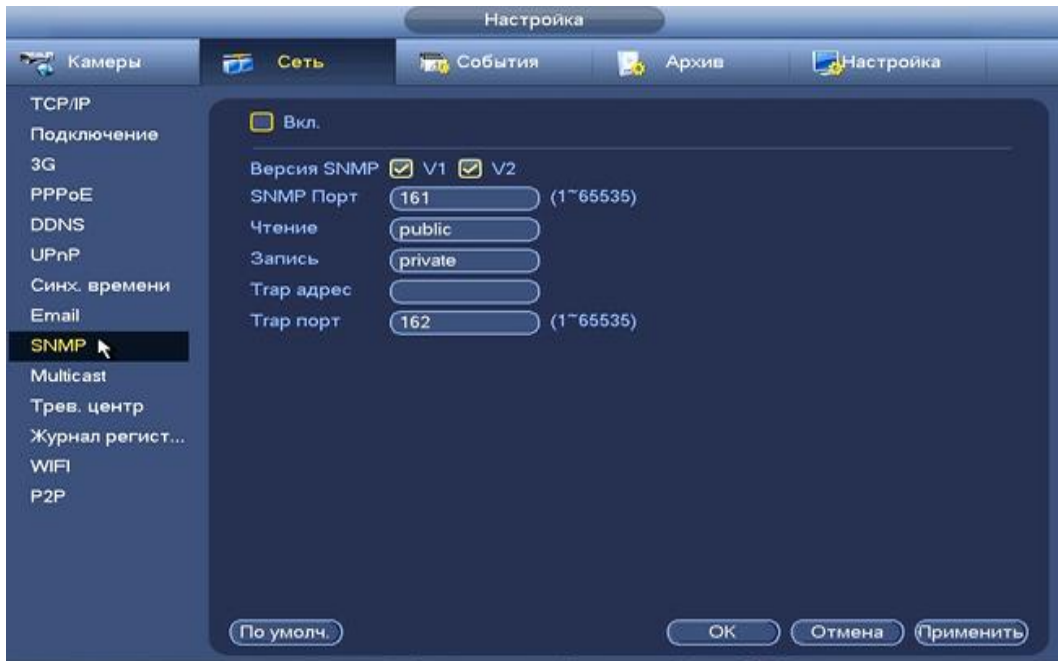 Настройка
Камеры Сеть События Архив Настройка
TCP/IP
Подключение
3G
PPPoE
DDNS
UPnP
Синх. времени
Email
SNMP
Multicast
Трев. центр
Журнал регист...
WIFI
P2P
Вкл.
Версия SNMP V1 V2
SNMP Порт 161 (1~65535)
Чтение public
Запись private
Trap адрес
Trap порт 162 (1~65535)
По умолч. OK Отмена Применить